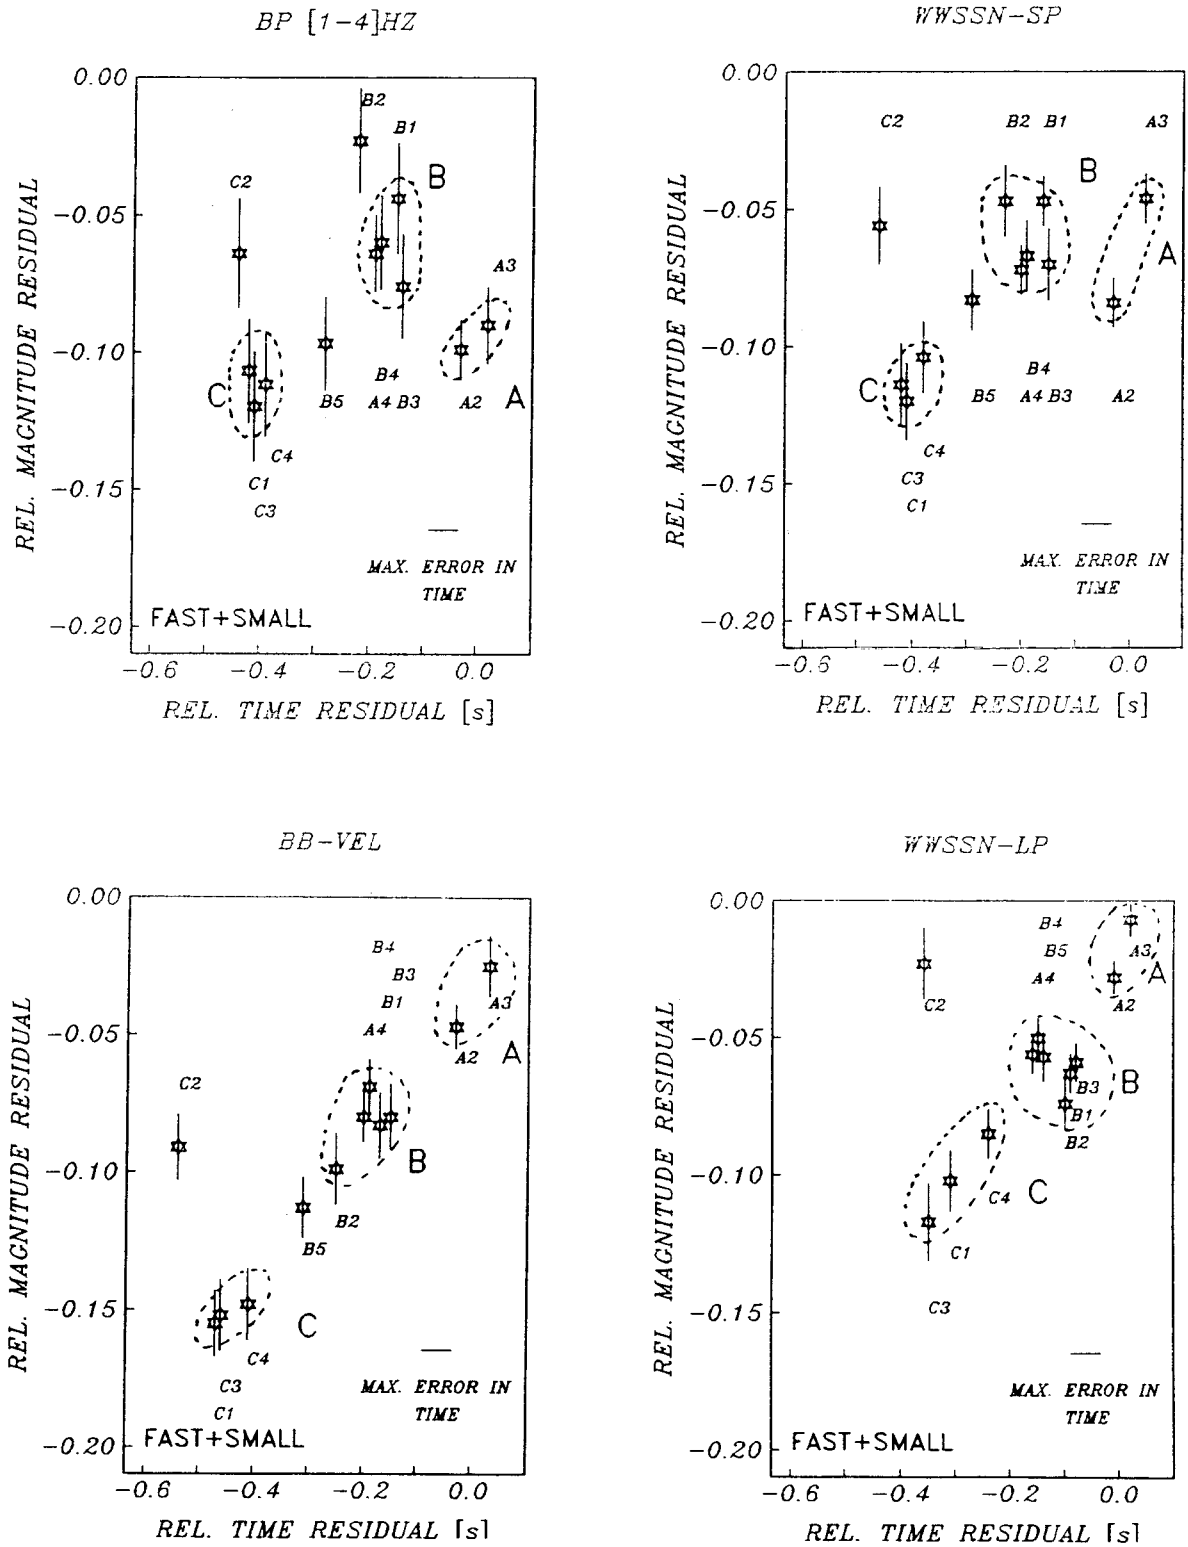 BP [1-4]HZ
0.00
-0.05
-0.10
-0.15
-0.20
REL. MAGNITUDE RESIDUAL
B2
B1
B
C2
A3
C
B4
B5 A4 B3 A2 A
C4
C1
C3
MAX. ERROR IN
TIME
FAST+SMALL
-0.6 -0.4 -0.2 0.0
REL. TIME RESIDUAL [s]
WWSSN-SP
0.00
-0.05
-0.10
-0.15
-0.20
REL. MAGNITUDE RESIDUAL
C2 B2 B1 A3
B
A
C
B4
B5 A4 B3 A2
C4
C3
C1
MAX. ERROR IN
TIME
FAST+SMALL
-0.6 -0.4 -0.2 0.0
REL. TIME RESIDUAL [s]
BB-VEL
0.00
-0.05
-0.10
-0.15
-0.20
REL. MAGNITUDE RESIDUAL
B4
B3
B1 A3
A4
A2 A
C2
B
B2
B5
C
C4
C3
C1
MAX. ERROR IN
TIME
FAST+SMALL
-0.6 -0.4 -0.2 0.0
REL. TIME RESIDUAL [s]
WWSSN-LP
0.00
-0.05
-0.10
-0.15
-0.20
REL. MAGNITUDE RESIDUAL
B4
B5 A3
A4 A
C2 A2
B3 B
B1
B2
C4 C
C1
C3
MAX. ERROR IN
TIME
FAST+SMALL
-0.6 -0.4 -0.2 0.0
REL. TIME RESIDUAL [s]